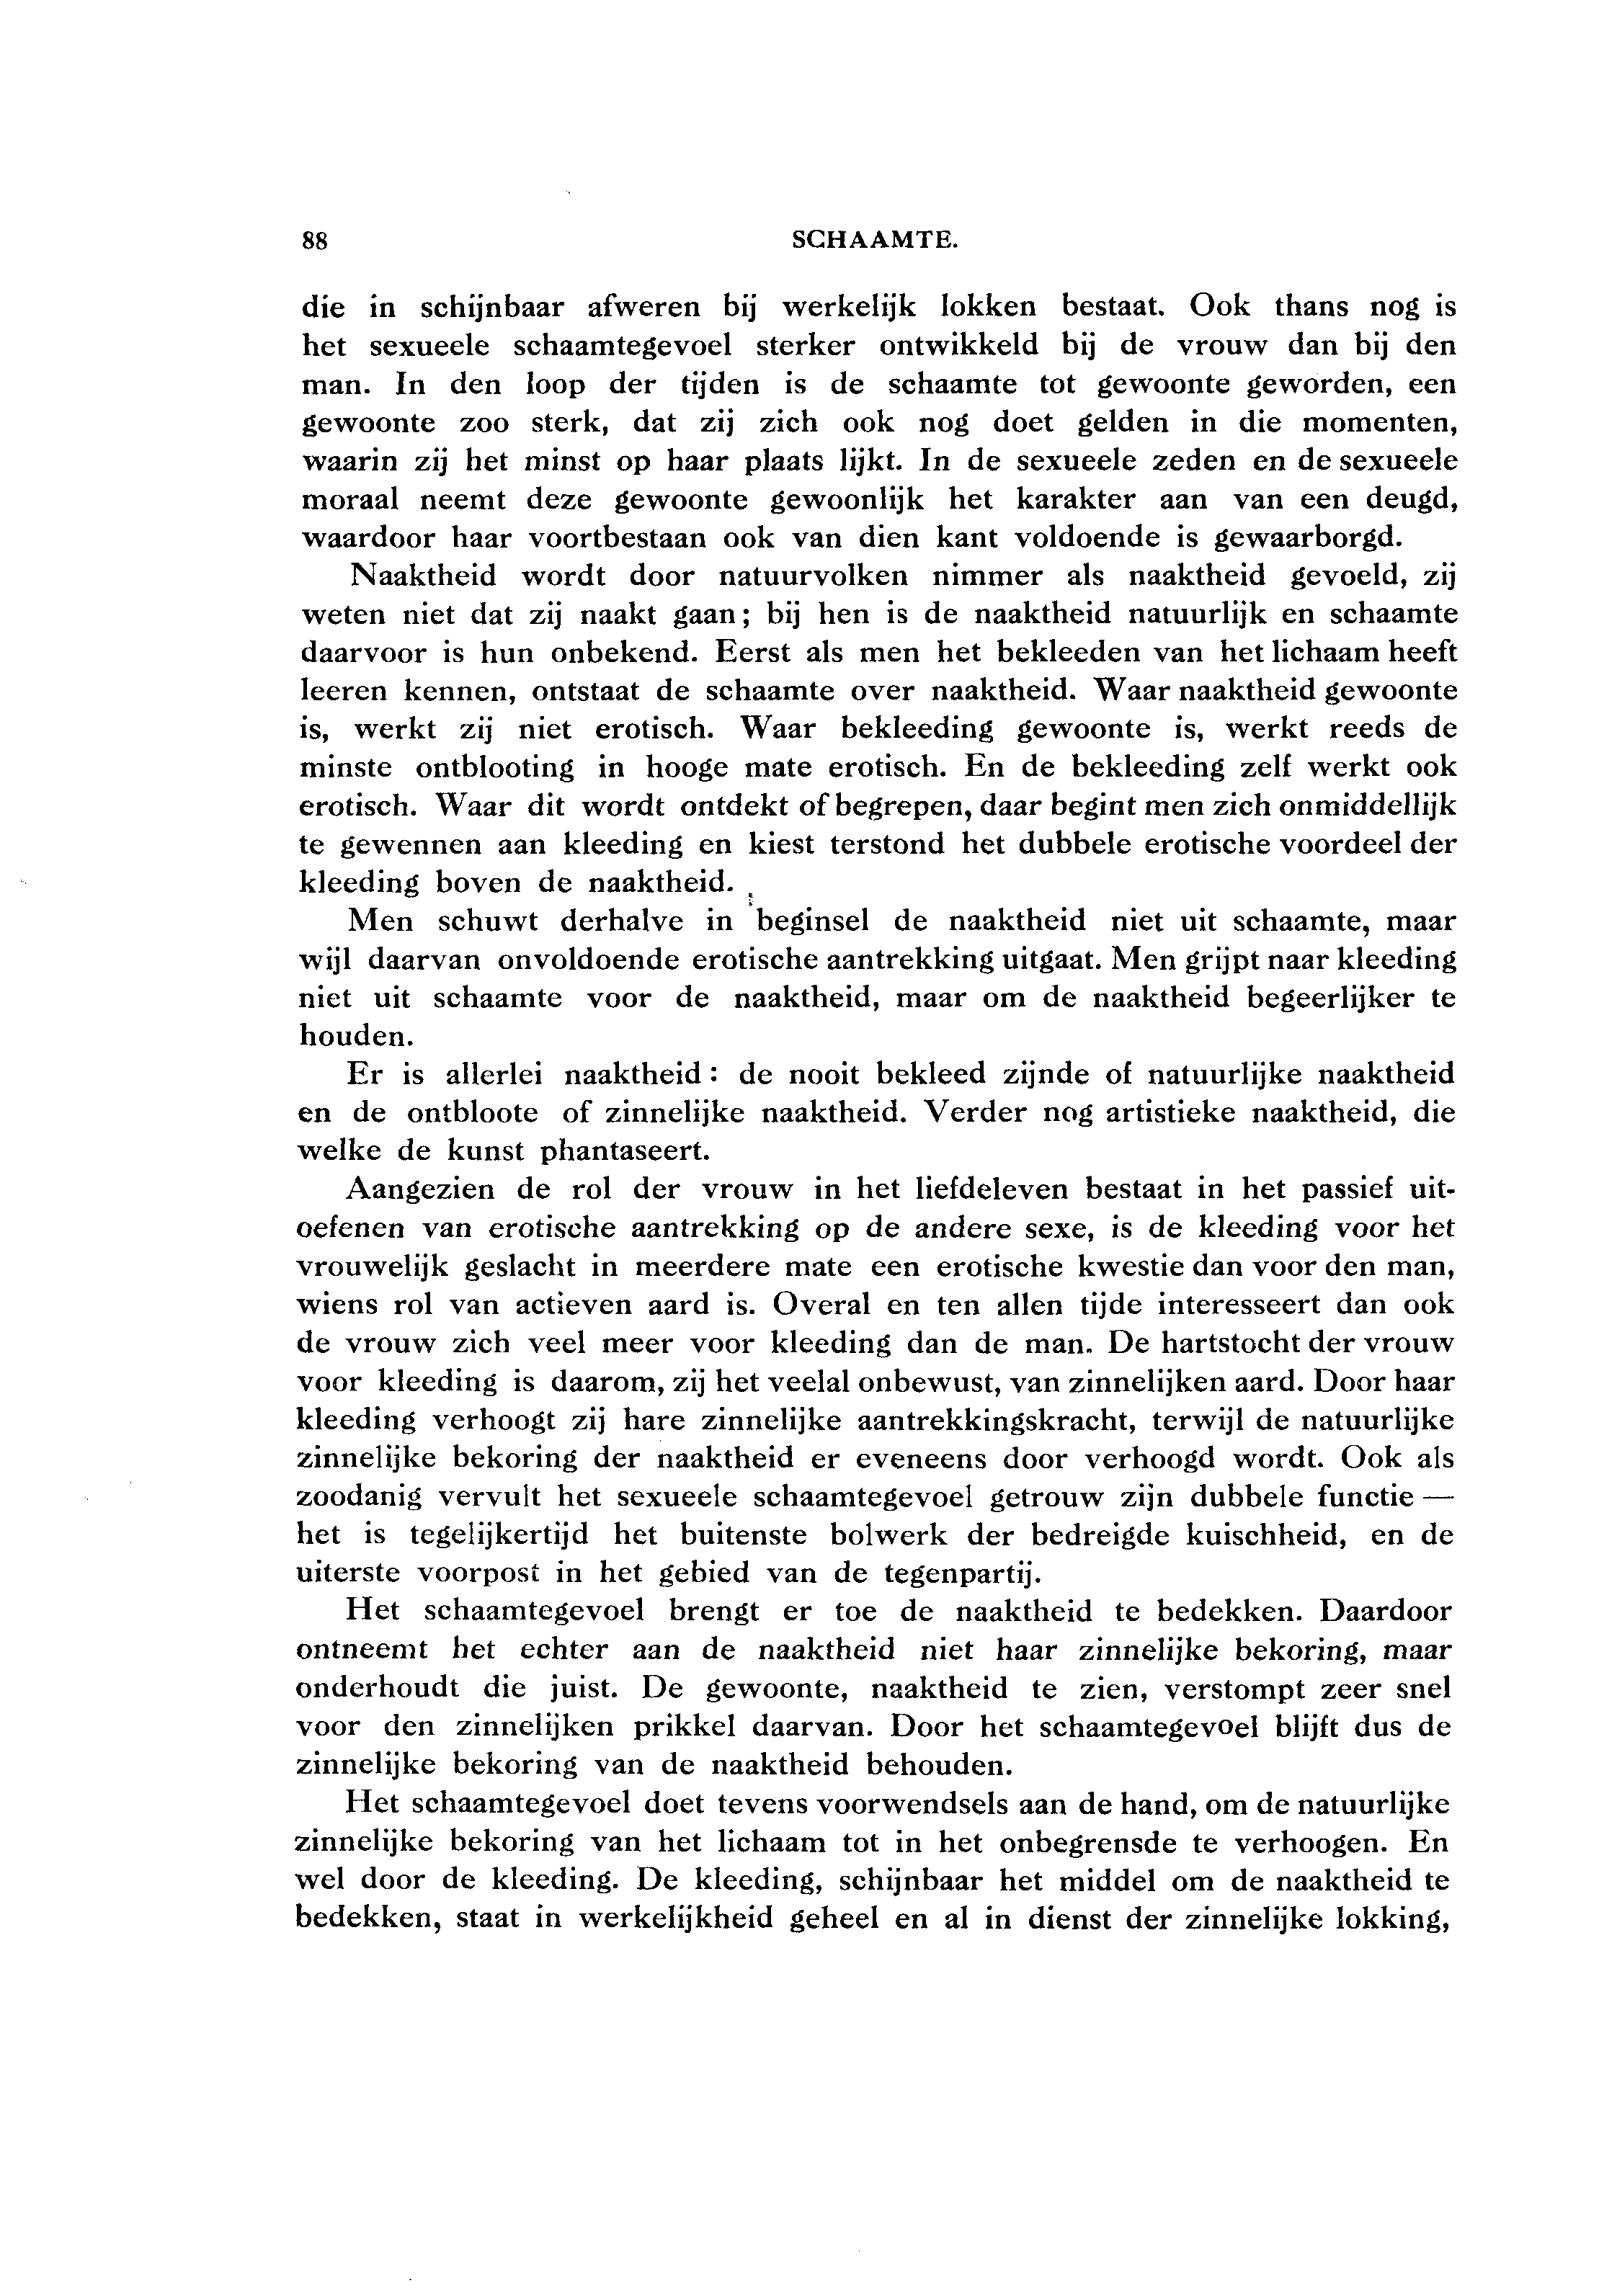 88 SCHAAMTE.
die in schijnbaar afweren bij werkelijk lokken bestaat. Ook thans nog is
het sexueele schaamtegevoel sterker ontwikkeld bij de vrouw dan bij den
man. In den loop der tijden is de schaamte tot gewoonte geworden, een
gewoonte zoo sterk, dat zij zich ook nog doet gelden in die momenten,
waarin zij het minst op haar plaats lijkt. In de sexueele zeden en de sexueele
moraal neemt deze gewoonte gewoonlijk het karakter aan van een deugd,
waardoor haar voortbestaan ook van dien kant voldoende is gewaarborgd.
Naaktheid wordt door natuurvolken nimmer als naaktheid gevoeld, zij
weten niet dat zij naakt gaan; bij hen is de naaktheid natuurlijk en schaamte
daarvoor is hun onbekend. Eerst als men het bekleeden van het lichaam heeft
leeren kennen, ontstaat de schaamte over naaktheid. Waar naaktheid gewoonte
is, werkt zij niet erotisch. Waar bekleeding gewoonte is, werkt reeds de
minste ontblooting in hooge mate erotisch. En de bekleeding zelf werkt ook
erotisch. Waar dit wordt ontdekt of begrepen, daar begint men zich onmiddellijk
te gewennen aan kleeding en kiest terstond het dubbele erotische voordeel der
kleeding boven de naaktheid.
Men schuwt derhalve in beginsel de naaktheid niet uit schaamte, maar
wijl daarvan onvoldoende erotische aantrekking uitgaat. Men grijpt naar kleeding
niet uit schaamte voor de naaktheid, maar om de naaktheid begeerlijker te
houden.
Er is allerlei naaktheid: de nooit bekleed zijnde of natuurlijke naaktheid
en de ontbloote of zinnelijke naaktheid. Verder nog artistieke naaktheid, die
welke de kunst phantaseert.
Aangezien de rol der vrouw in het liefdeleven bestaat in het passief uit-
oefenen van erotische aantrekking op de andere sexe, is de kleeding voor het
vrouwelijk geslacht in meerdere mate een erotische kwestie dan voor den man,
wiens rol van actieven aard is. Overal en ten allen tijde interesseert dan ook
de vrouw zich veel meer voor kleeding dan de man. De hartstocht der vrouw
voor kleeding is daarom, zij het veelal onbewust, van zinnelijken aard. Door haar
kleeding verhoogt zij hare zinnelijke aantrekkingskracht, terwijl de natuurlijke
zinnelijke bekoring der naaktheid er eveneens door verhoogd wordt. Ook als
zoodanig vervult het sexueele schaamtegevoel getrouw zijn dubbele functie —
het is tegelijkertijd het buitenste bolwerk der bedreigde kuischheid, en de
uiterste voorpost in het gebied van de tegenpartij.
Het schaamtegevoel brengt er toe de naaktheid te bedekken. Daardoor
ontneemt het echter aan de naaktheid niet haar zinnelijke bekoring, maar
onderhoudt die juist. De gewoonte, naaktheid te zien, verstompt zeer snel
voor den zinnelijken prikkel daarvan. Door het schaamtegevoel blijft dus de
zinnelijke bekoring van de naaktheid behouden.
Het schaamtegevoel doet tevens voorwendsels aan de hand, om de natuurlijke
zinnelijke bekoring van het lichaam tot in het onbegrensde te verhoogen. En
wel door de kleeding. De kleeding, schijnbaar het middel om de naaktheid te
bedekken, staat in werkelijkheid geheel en al in dienst der zinnelijke lokking,